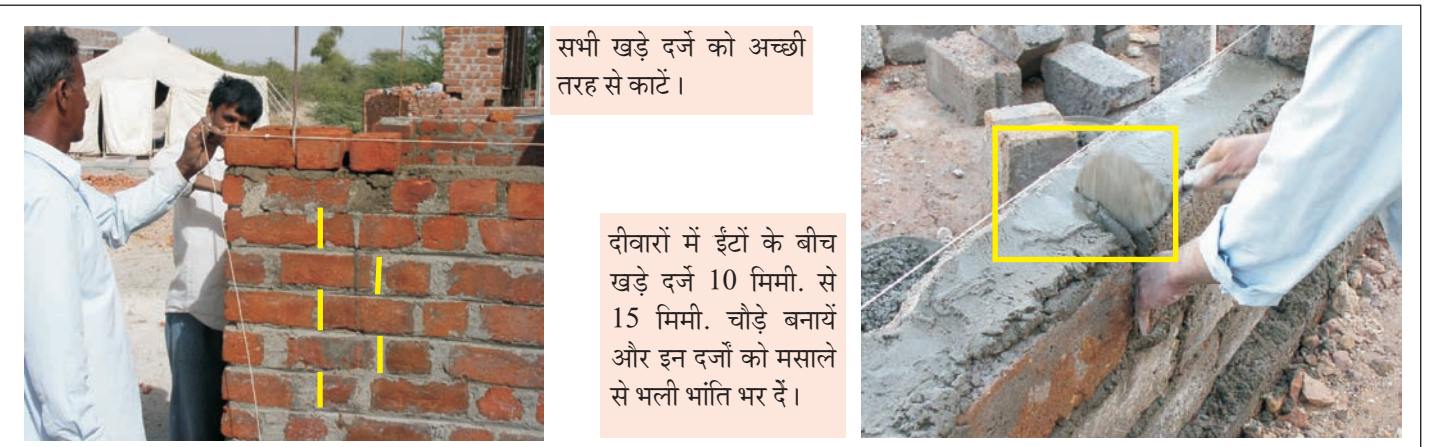 सभी खड़े दर्जे को अच्छी
तरह से काटें।
दीवारों में ईंटों के बीच
खड़े दर्जे 10 मिमी. से
15 मिमी. चौड़े बनायें
और इन दर्जों को मसाले
से भली भांति भर दें।